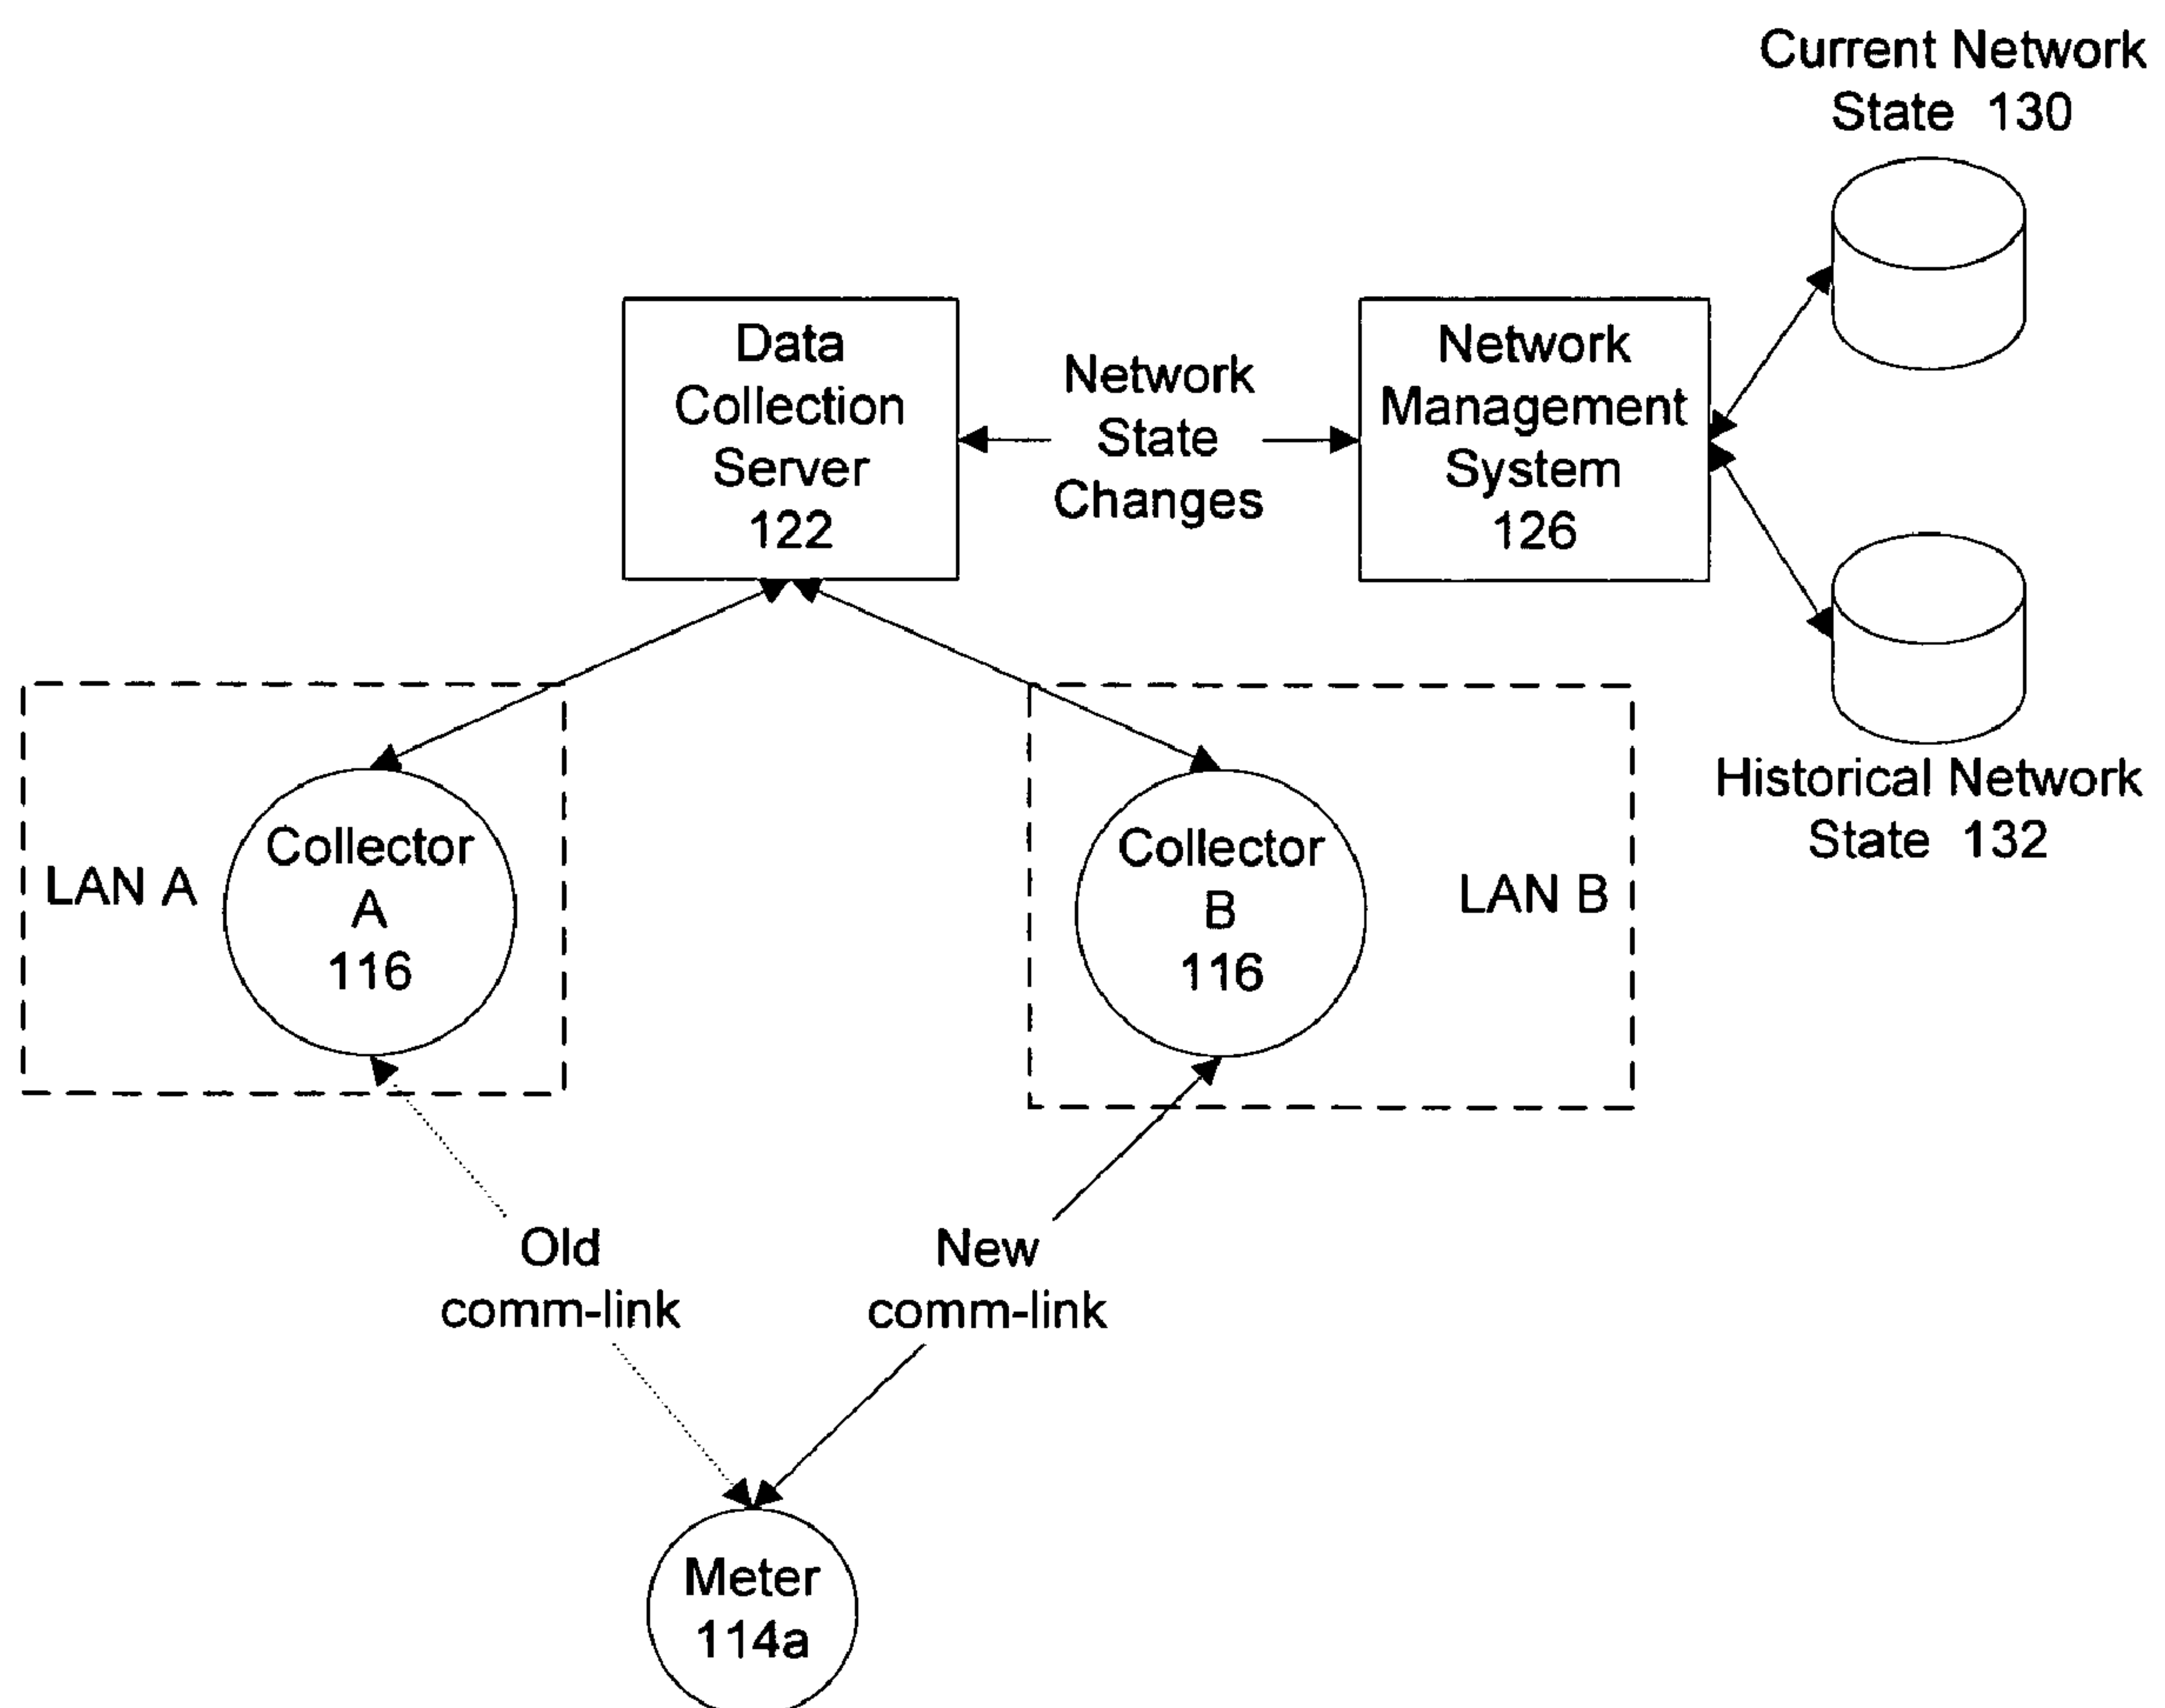 Current Network
State 130
Data
Collection
Server
122
Network
State
Changes
Network
Management
System
126
Historical Network
State 132
LAN A
Collector
A
116
Collector
B
116
LAN B
Old
comm-link
New
comm-link
Meter
114a